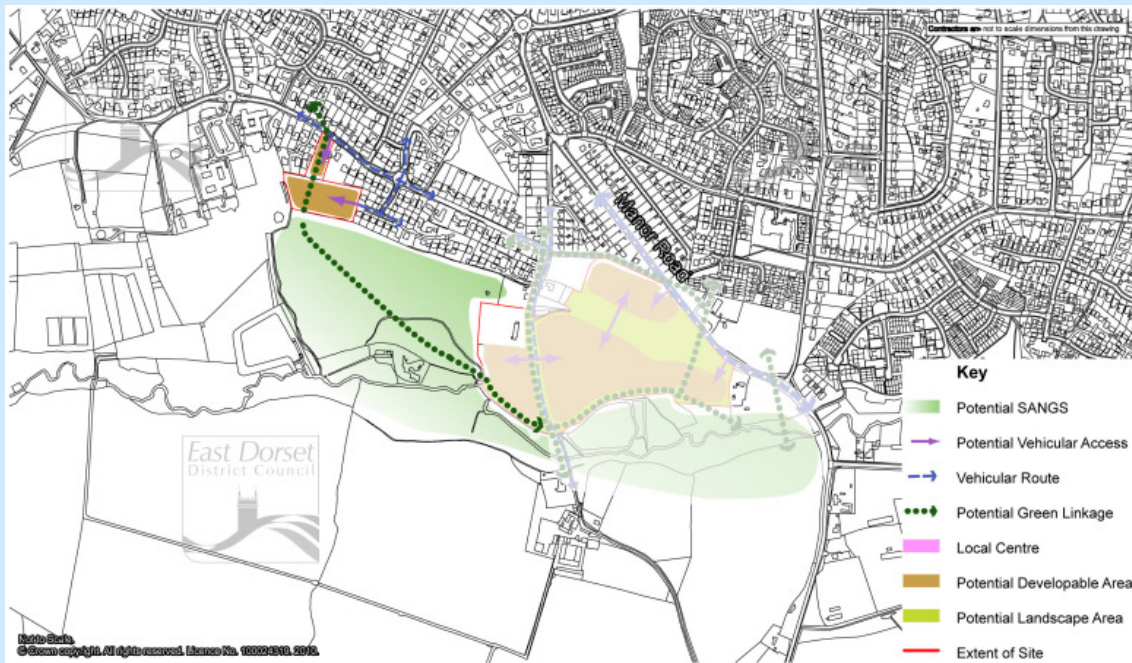 Contractors are not to scale dimensions from this drawing
Manor Road
East Dorset
District Council
Key
Potential SANGS
Potential Vehicular Access
Vehicular Route
Potential Green Linkage
Local Centre
Potential Developable Area
Potential Landscape Area
Extent of Site
Not to Scale.
© Crown copyright. All rights reserved. Licence No. 100024319. 2010.